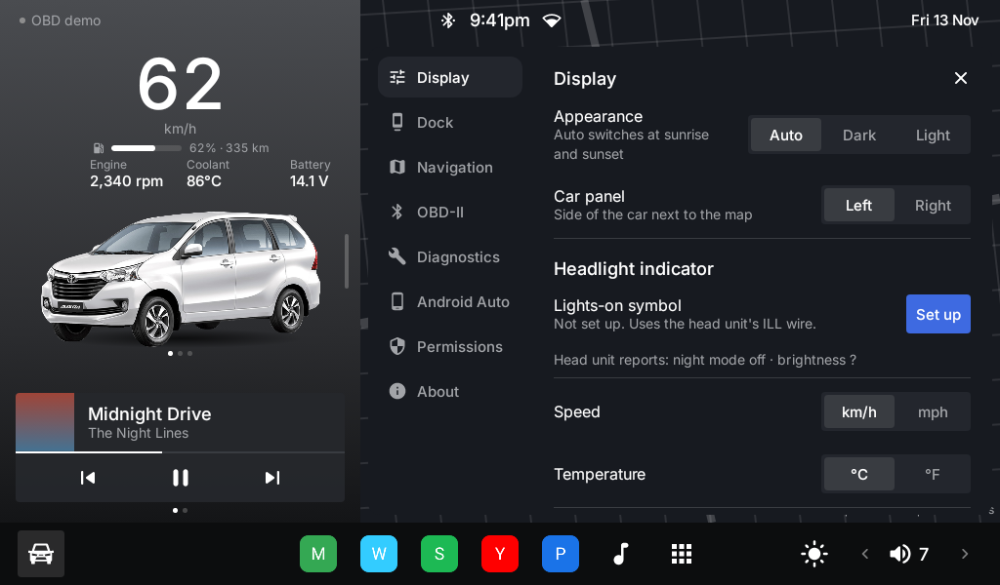 OBD demo
9:41pm
Fri 13 Nov
62
km/h
62% · 335 km
Engine
2,340 rpm
Coolant
86°C
Battery
14.1 V
Midnight Drive
The Night Lines
Display
Dock
Navigation
OBD-II
Diagnostics
Android Auto
Permissions
About
Display
Appearance
Auto switches at sunrise
and sunset
Auto
Dark
Light
Car panel
Side of the car next to the map
Left
Right
Headlight indicator
Lights-on symbol
Not set up. Uses the head unit's ILL wire.
Set up
Head unit reports: night mode off · brightness ?
Speed
km/h
mph
Temperature
°C
°F
M
W
S
Y
P
7